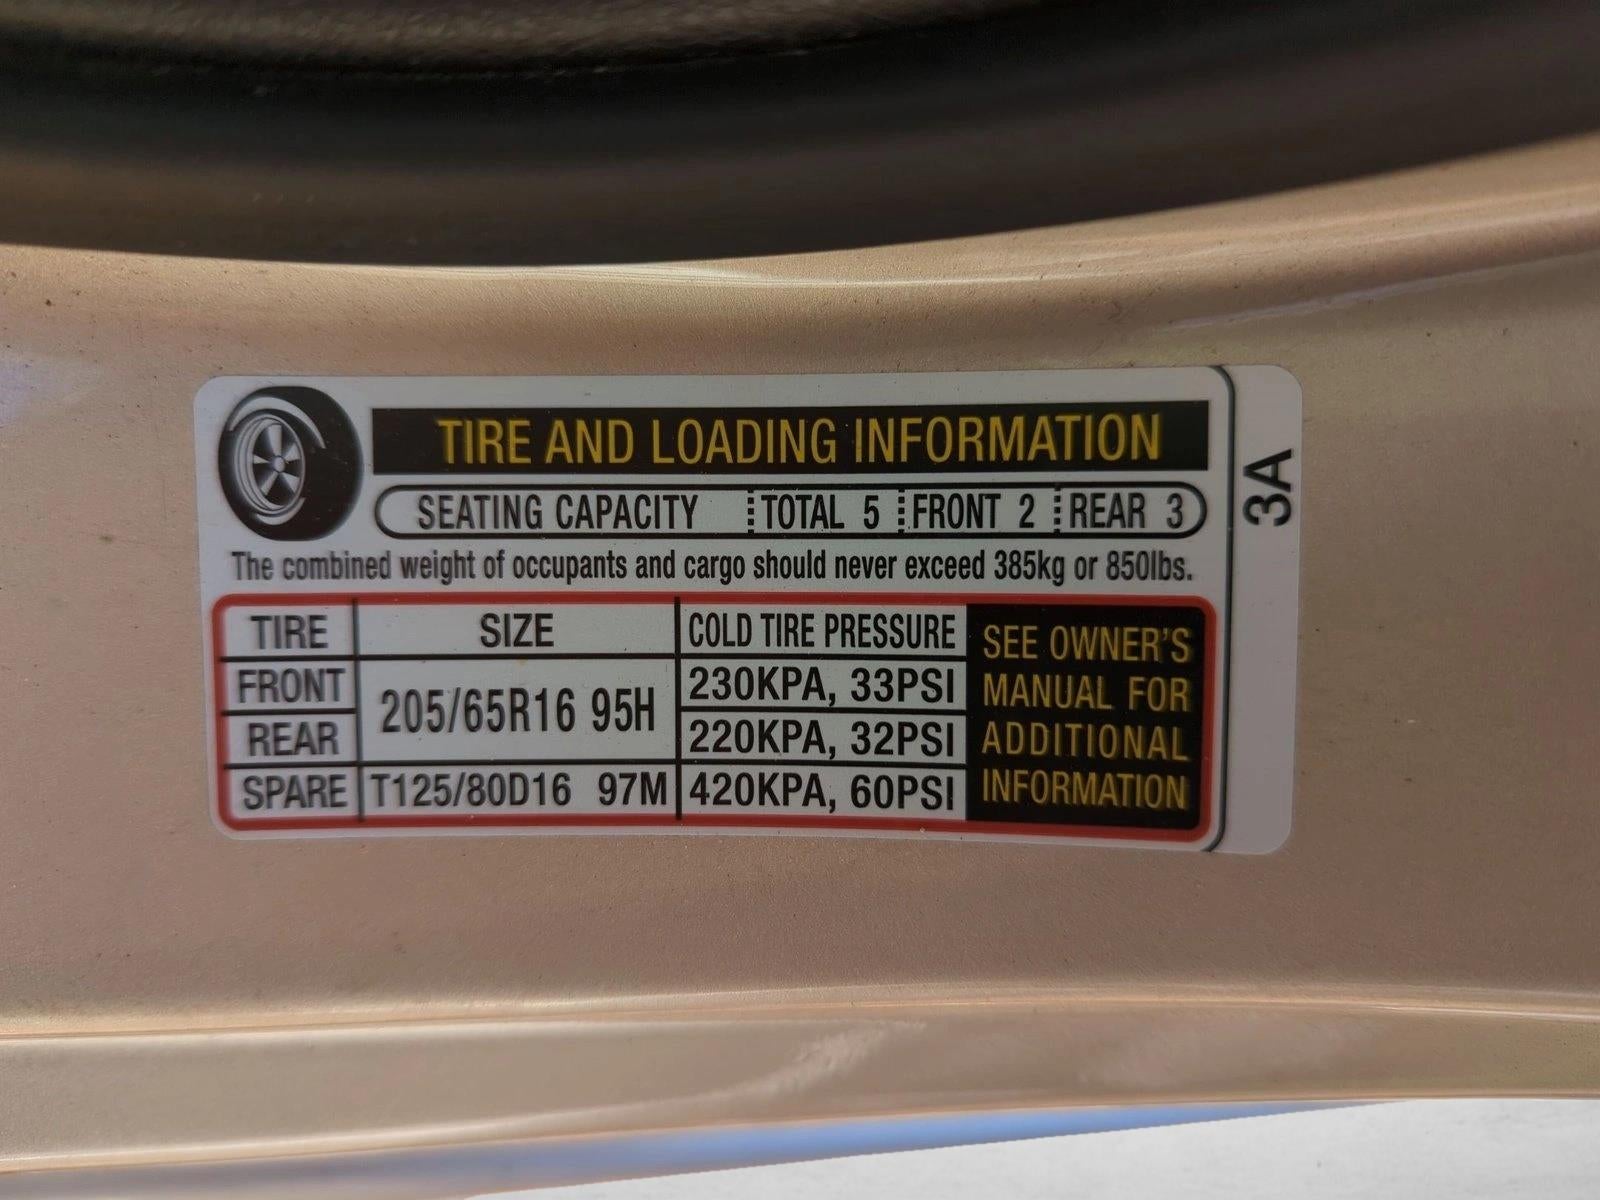 TIRE AND LOADING INFORMATION
SEATING CAPACITY TOTAL 5 FRONT 2 REAR 3
The combined weight of occupants and cargo should never exceed 385kg or 850lbs.
TIRE SIZE COLD TIRE PRESSURE
FRONT 205/65R16 95H 230KPA, 33PSI
REAR 220KPA, 32PSI
SPARE T125/80D16 97M 420KPA, 60PSI
SEE OWNER'S
MANUAL FOR
ADDITIONAL
INFORMATION
3A